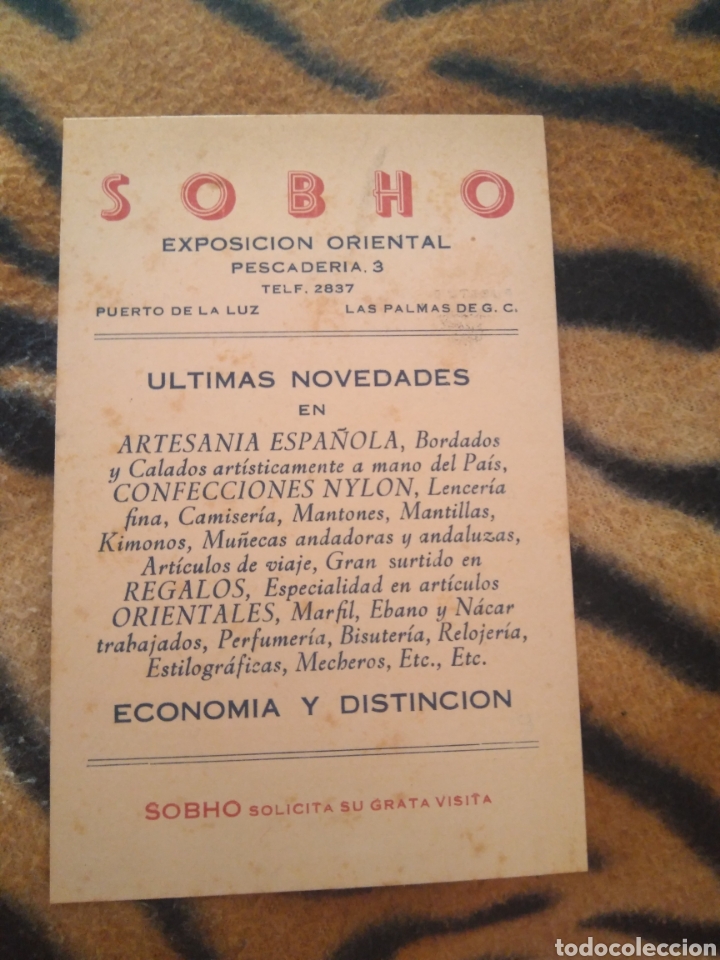 SOBHO
EXPOSICION ORIENTAL
PESCADERIA. 3
TELF. 2837
PUERTO DE LA LUZ LAS PALMAS DE G. C.
ULTIMAS NOVEDADES
EN
ARTESANIA ESPAÑOLA, Bordados
y Calados artísticamente a mano del País,
CONFECCIONES NYLON, Lencería
fina, Camisería, Mantones, Mantillas,
Kimonos, Muñecas andadoras y andaluzas,
Artículos de viaje, Gran surtido en
REGALOS, Especialidad en artículos
ORIENTALES, Marfil, Ebano y Nácar
trabajados, Perfumería, Bisutería, Relojería,
Estilográficas, Mecheros, Etc., Etc.
ECONOMIA Y DISTINCION
SOBHO SOLICITA SU GRATA VISITA
todocoleccion